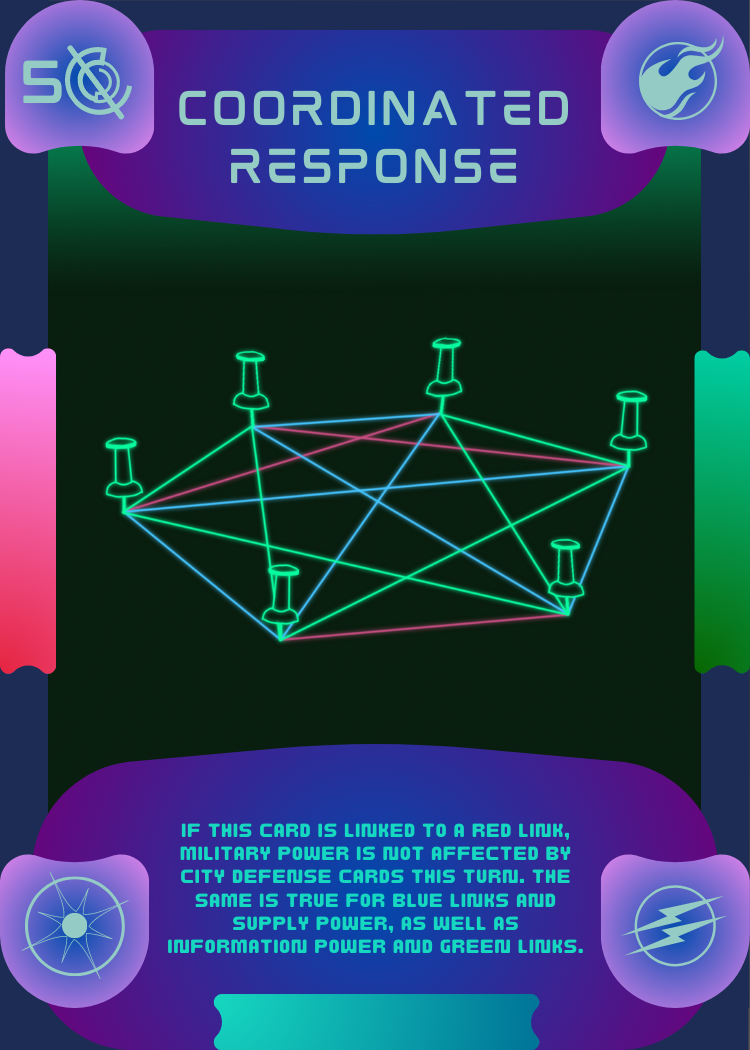 5
COORDINATED
RESPONSE
IF THIS CARD IS LINKED TO A RED LINK,
MILITARY POWER IS NOT AFFECTED BY
CITY DEFENSE CARDS THIS TURN. THE
SAME IS TRUE FOR BLUE LINKS AND
SUPPLY POWER, AS WELL AS
INFORMATION POWER AND GREEN LINKS.